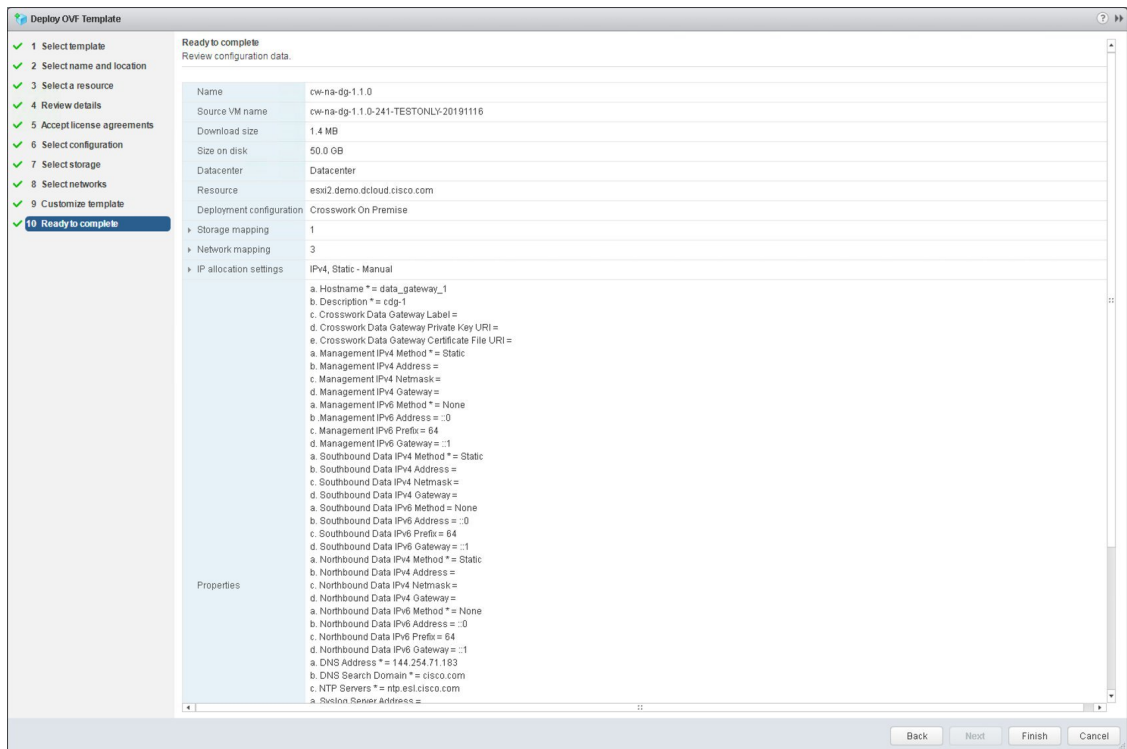 Deploy OVF Template
1 Select template
2 Select name and location
3 Select a resource
4 Review details
5 Accept license agreements
6 Select configuration
7 Select storage
8 Select networks
9 Customize template
10 Ready to complete
Ready to complete
Review configuration data.
Name cw-na-dg-1.1.0
Source VM name cw-na-dg-1.1.0-241-TESTONLY-20191116
Download size 1.4 MB
Size on disk 50.0 GB
Datacenter Datacenter
Resource esxi2.demo.dcloud.cisco.com
Deployment configuration Crosswork On Premise
Storage mapping 1
Network mapping 3
IP allocation settings IPv4, Static - Manual
Properties
a. Hostname * = data_gateway_1
b. Description * = cdg-1
c. Crosswork Data Gateway Label =
d. Crosswork Data Gateway Private Key URI =
e. Crosswork Data Gateway Certificate File URI =
a. Management IPv4 Method * = Static
b. Management IPv4 Address =
c. Management IPv4 Netmask =
d. Management IPv4 Gateway =
a. Management IPv6 Method * = None
b .Management IPv6 Address = ::0
c. Management IPv6 Prefix = 64
d. Management IPv6 Gateway = ::1
a. Southbound Data IPv4 Method * = Static
b. Southbound Data IPv4 Address =
c. Southbound Data IPv4 Netmask =
d. Southbound Data IPv4 Gateway =
a. Southbound Data IPv6 Method = None
b. Southbound Data IPv6 Address = ::0
c. Southbound Data IPv6 Prefix = 64
d. Southbound Data IPv6 Gateway = ::1
a. Northbound Data IPv4 Method * = Static
b. Northbound Data IPv4 Address =
c. Northbound Data IPv4 Netmask =
d. Northbound Data IPv4 Gateway =
a. Northbound Data IPv6 Method * = None
b. Northbound Data IPv6 Address = ::0
c. Northbound Data IPv6 Prefix = 64
d. Northbound Data IPv6 Gateway = ::1
a. DNS Address * = 144.254.71.183
b. DNS Search Domain * = cisco.com
c. NTP Servers * = ntp.esl.cisco.com
a. Syslog Server Address =
Back Next Finish Cancel